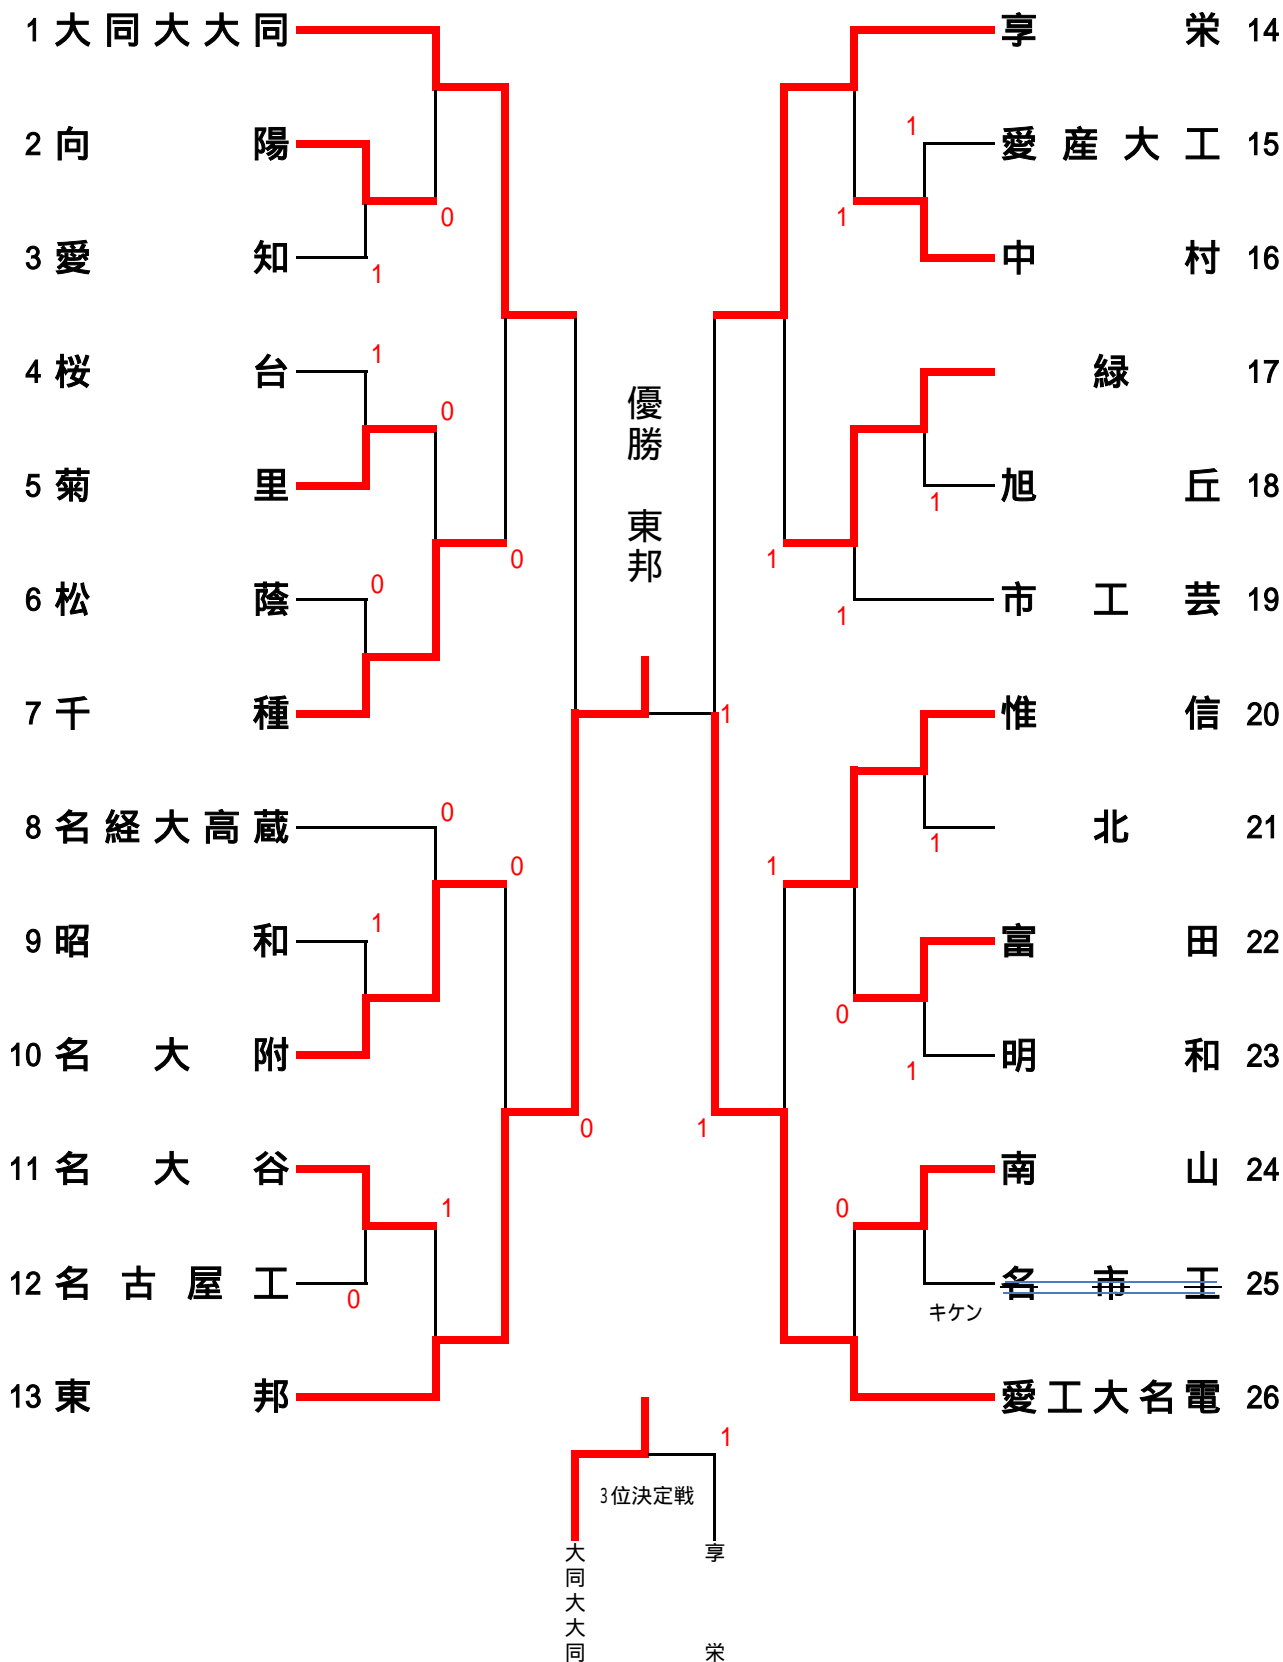 1 大同大大同
2 向陽
0
3 愛知
1
4 桜台
1
0
5 菊里
6 松蔭
0
0
7 千種
8 名経大高蔵
0
0
9 昭和
1
10 名大附
0
11 名大谷
1
12 名古屋工
0
13 東邦
優勝 東邦
1
享栄 14
愛産大工 15
1
1
中村 16
緑 17
旭丘 18
1
1
市工芸 19
1
惟信 20
北 21
1
1
富田 22
0
明和 23
1
1
南山 24
0
名市工 25
キケン
愛工大名電 26
1
3位決定戦
大同大大同
享栄